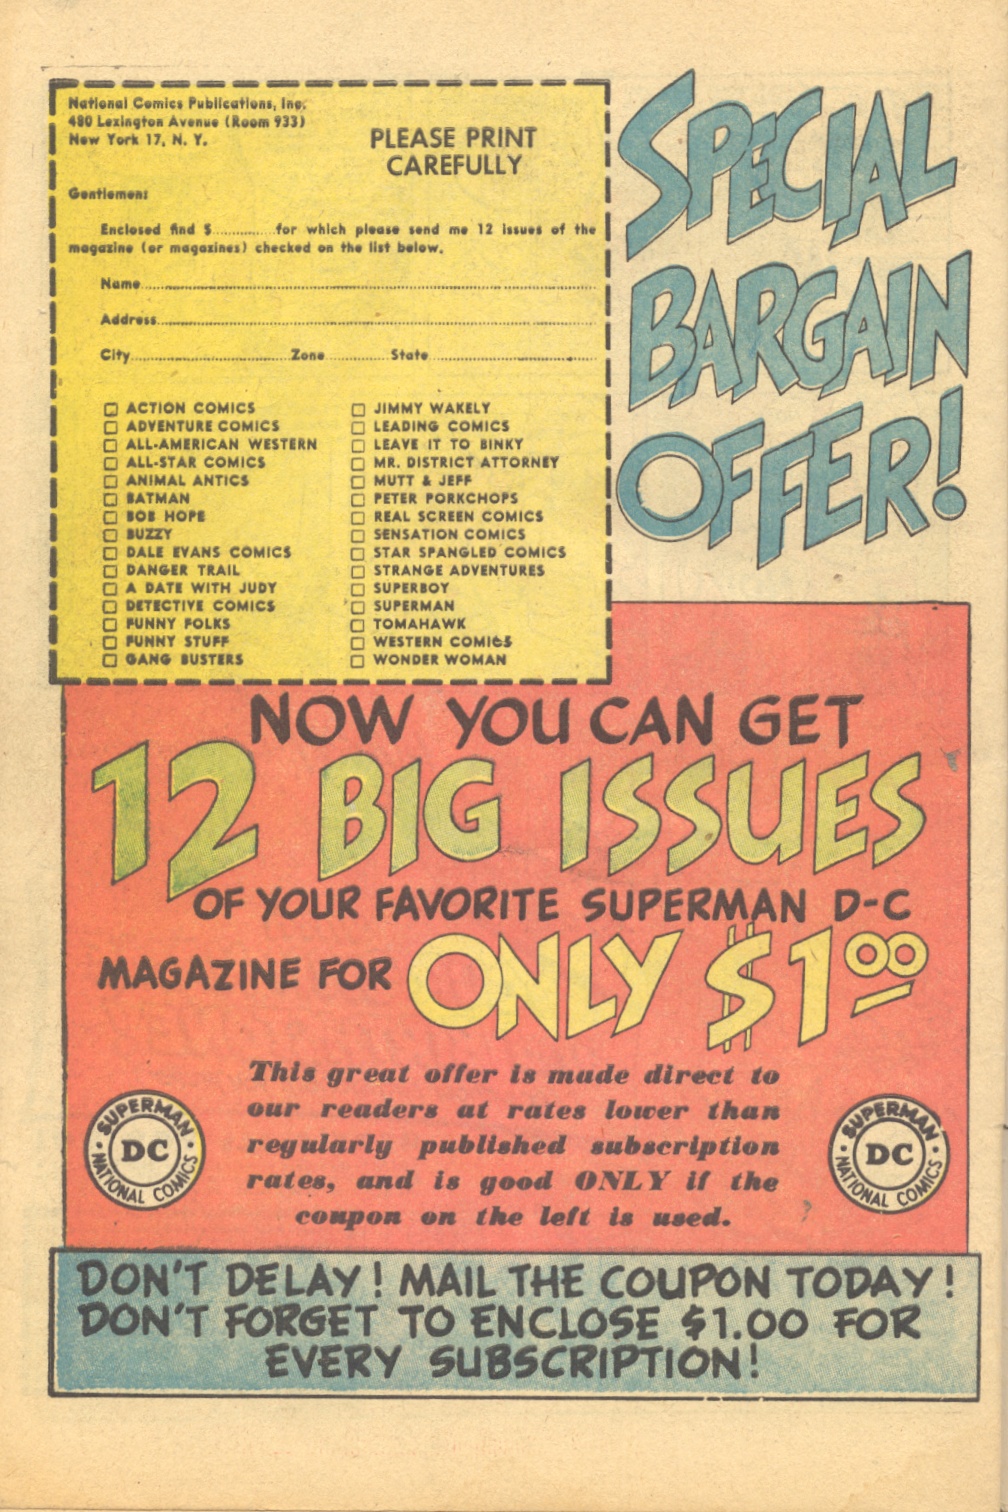 National Comics Publications, Inc.
480 Lexington Avenue (Room 933)
New York 17, N. Y.
PLEASE PRINT
CAREFULLY
Gentlemen:
Enclosed find $............for which please send me 12 issues of the
magazine (or magazines) checked on the list below.
Name............................................................
Address............................................................
City..............................Zone............State..............................
ACTION COMICS
ADVENTURE COMICS
ALL-AMERICAN WESTERN
ALL-STAR COMICS
ANIMAL ANTICS
BATMAN
BOB HOPE
BUZZY
DALE EVANS COMICS
DANGER TRAIL
A DATE WITH JUDY
DETECTIVE COMICS
FUNNY FOLKS
FUNNY STUFF
GANG BUSTERS
JIMMY WAKELY
LEADING COMICS
LEAVE IT TO BINKY
MR. DISTRICT ATTORNEY
MUTT & JEFF
PETER PORKCHOPS
REAL SCREEN COMICS
SENSATION COMICS
STAR SPANGLED COMICS
STRANGE ADVENTURES
SUPERBOY
SUPERMAN
TOMAHAWK
WESTERN COMICS
WONDER WOMAN
SPECIAL
BARGAIN
OFFER!
NOW YOU CAN GET
12 BIG ISSUES
OF YOUR FAVORITE SUPERMAN D-C
MAGAZINE FOR ONLY $1.00
This great offer is made direct to
our readers at rates lower than
regularly published subscription
rates, and is good ONLY if the
coupon on the left is used.
SUPERMAN
DC
NATIONAL COMICS
SUPERMAN
DC
NATIONAL COMICS
DON'T DELAY! MAIL THE COUPON TODAY!
DON'T FORGET TO ENCLOSE $1.00 FOR
EVERY SUBSCRIPTION!